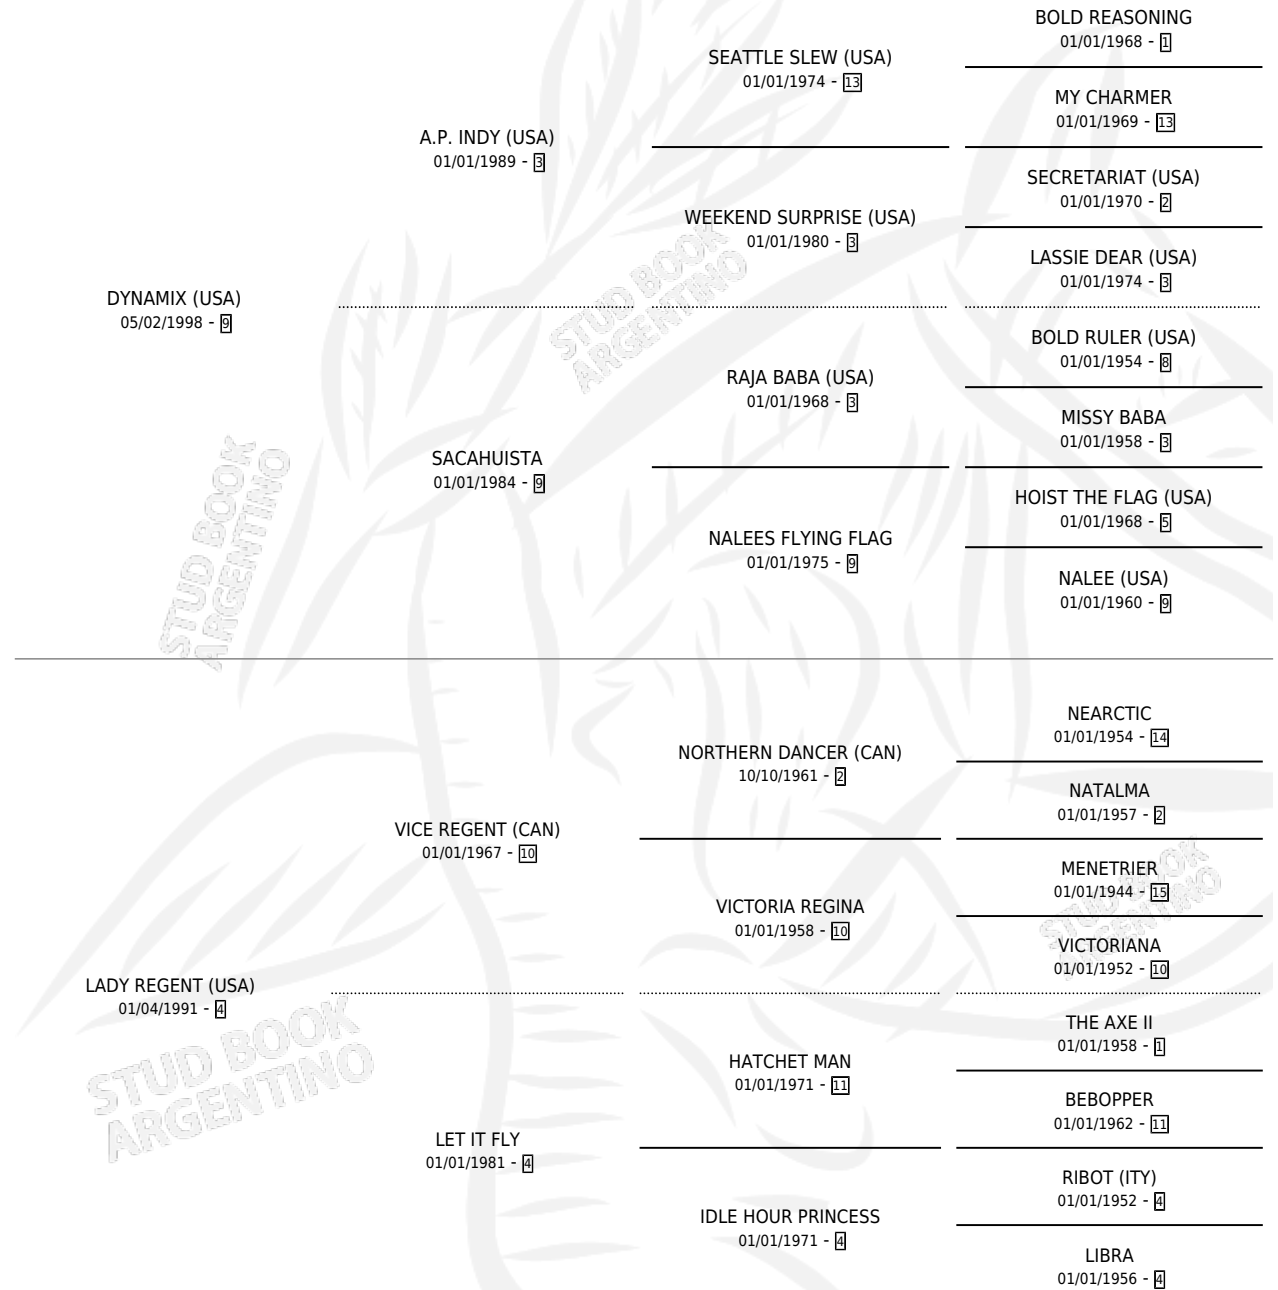 BOLD REASONING
01/01/1968 - 1
SEATTLE SLEW (USA)
01/01/1974 - 13
MY CHARMER
01/01/1969 - 13
A.P. INDY (USA)
01/01/1989 - 3
SECRETARIAT (USA)
01/01/1970 - 2
WEEKEND SURPRISE (USA)
01/01/1980 - 3
LASSIE DEAR (USA)
01/01/1974 - 3
DYNAMIX (USA)
05/02/1998 - 9
BOLD RULER (USA)
01/01/1954 - 8
RAJA BABA (USA)
01/01/1968 - 3
MISSY BABA
01/01/1958 - 3
SACAHUISTA
01/01/1984 - 9
HOIST THE FLAG (USA)
01/01/1968 - 5
NALEES FLYING FLAG
01/01/1975 - 9
NALEE (USA)
01/01/1960 - 9
NEARCTIC
01/01/1954 - 14
NORTHERN DANCER (CAN)
10/10/1961 - 2
NATALMA
01/01/1957 - 2
VICE REGENT (CAN)
01/01/1967 - 10
MENETRIER
01/01/1944 - 15
VICTORIA REGINA
01/01/1958 - 10
VICTORIANA
01/01/1952 - 10
LADY REGENT (USA)
01/04/1991 - 4
THE AXE II
01/01/1958 - 1
HATCHET MAN
01/01/1971 - 11
BEBOPPER
01/01/1962 - 11
LET IT FLY
01/01/1981 - 4
RIBOT (ITY)
01/01/1952 - 4
IDLE HOUR PRINCESS
01/01/1971 - 4
LIBRA
01/01/1956 - 4
STUD BOOK
ARGENTINO
STUD BOOK
ARGENTINO
STUD BOOK
ARGENTINO
STUD BOOK
ARGENTINO